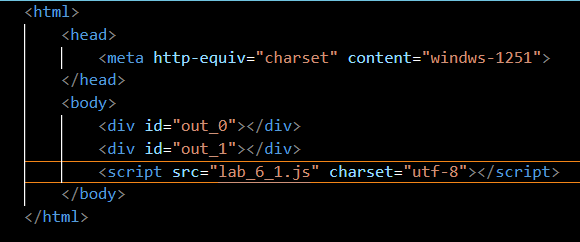 <html>
<head>
<meta http-equiv="charset" content="windws-1251">
</head>
<body>
<div id="out_0"></div>
<div id="out_1"></div>
<script src="lab_6_1.js" charset="utf-8"></script>
</body>
</html>